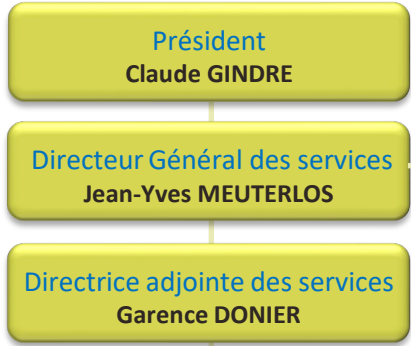 Président
Claude GINDRE
Directeur Général des services
Jean-Yves MEUTERLOS
Directrice adjointe des services
Garence DONIER